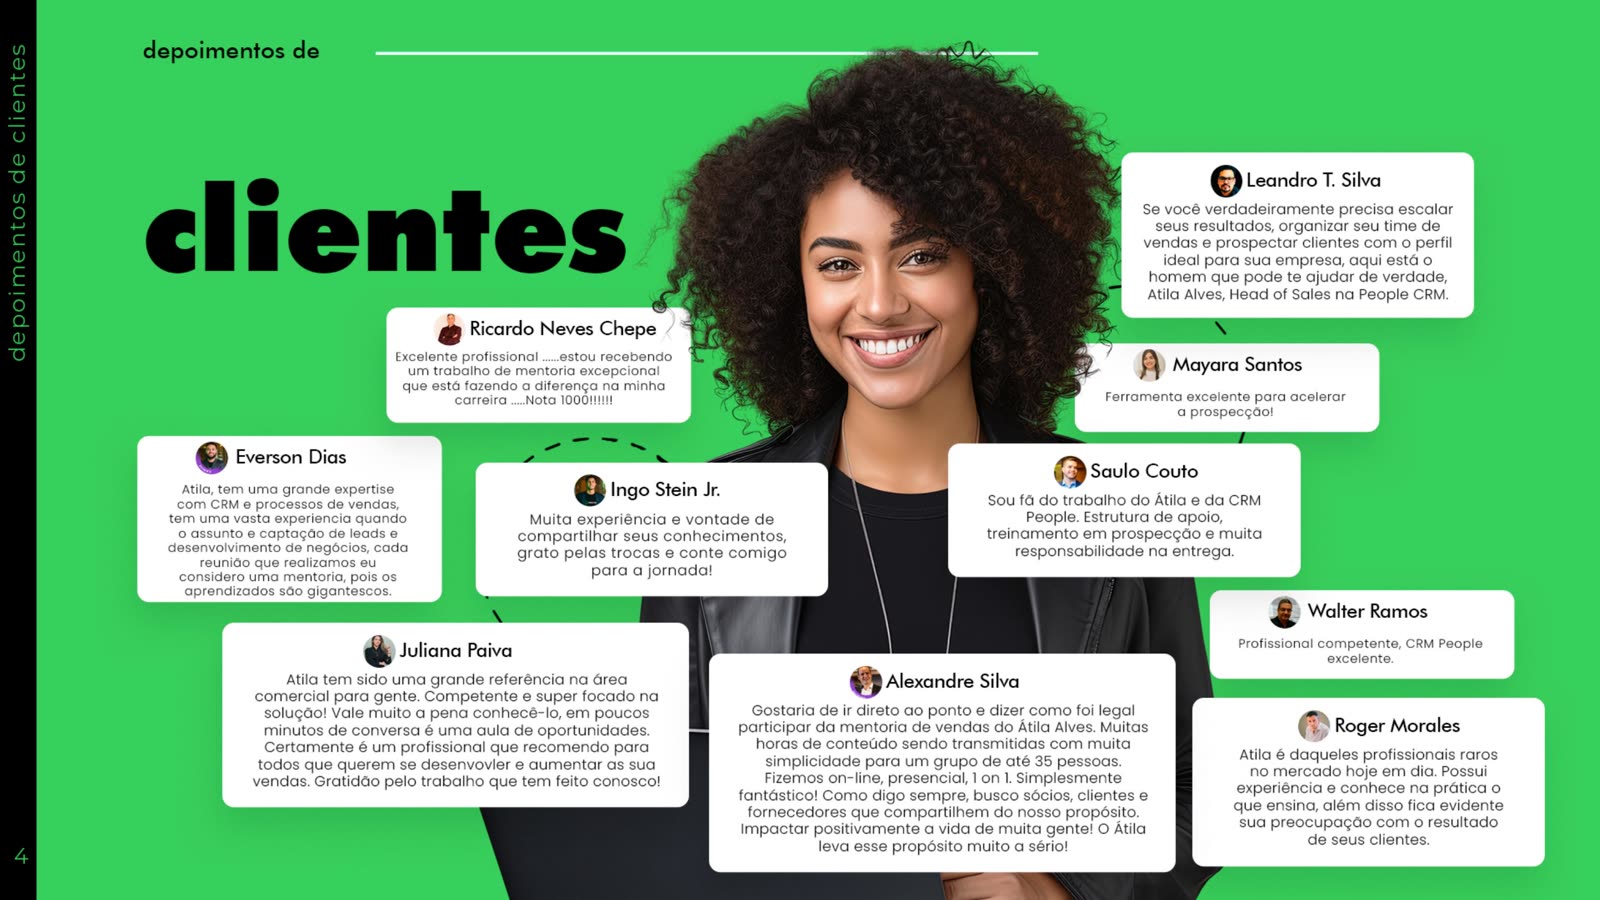 depoimentos de clientes
4
depoimentos de
clientes
Leandro T. Silva
Se você verdadeiramente precisa escalar
seus resultados, organizar seu time de
vendas e prospectar clientes com o perfil
ideal para sua empresa, aqui está o
homem que pode te ajudar de verdade,
Atila Alves, Head of Sales na People CRM.
Ricardo Neves Chepe
Excelente profissional ......estou recebendo
um trabalho de mentoria excepcional
que está fazendo a diferença na minha
carreira .....Nota 1000!!!!!!
Mayara Santos
Ferramenta excelente para acelerar
a prospecção!
Everson Dias
Atila, tem uma grande expertise
com CRM e processos de vendas,
tem uma vasta experiencia quando
o assunto e captação de leads e
desenvolvimento de negócios, cada
reunião que realizamos eu
considero uma mentoria, pois os
aprendizados são gigantescos.
Ingo Stein Jr.
Muita experiência e vontade de
compartilhar seus conhecimentos,
grato pelas trocas e conte comigo
para a jornada!
Saulo Couto
Sou fã do trabalho do Átila e da CRM
People. Estrutura de apoio,
treinamento em prospecção e muita
responsabilidade na entrega.
Walter Ramos
Profissional competente, CRM People
excelente.
Juliana Paiva
Atila tem sido uma grande referência na área
comercial para gente. Competente e super focado na
solução! Vale muito a pena conhecê-lo, em poucos
minutos de conversa é uma aula de oportunidades.
Certamente é um profissional que recomendo para
todos que querem se desenvovler e aumentar as sua
vendas. Gratidão pelo trabalho que tem feito conosco!
Alexandre Silva
Gostaria de ir direto ao ponto e dizer como foi legal
participar da mentoria de vendas do Átila Alves. Muitas
horas de conteúdo sendo transmitidas com muita
simplicidade para um grupo de até 35 pessoas.
Fizemos on-line, presencial, 1 on 1. Simplesmente
fantástico! Como digo sempre, busco sócios, clientes e
fornecedores que compartilhem do nosso propósito.
Impactar positivamente a vida de muita gente! O Átila
leva esse propósito muito a sério!
Roger Morales
Atila é daqueles profissionais raros
no mercado hoje em dia. Possui
experiência e conhece na prática o
que ensina, além disso fica evidente
sua preocupação com o resultado
de seus clientes.